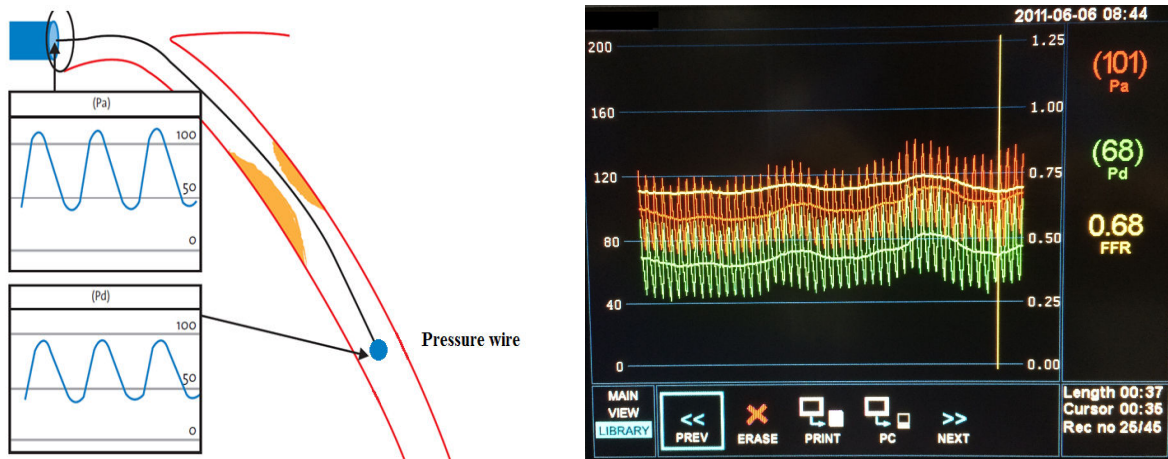 (Pa)
100
50
0
(Pd)
100
50
0
Pressure wire
2011-06-06 08:44
200
160
120
80
40
0
1.25
1.00
0.75
0.50
0.25
0.00
(101)
Pa
(68)
Pd
0.68
FFR
MAIN
VIEW
LIBRARY
<<
PREV
ERASE
PRINT
PC
>>
NEXT
Length 00:37
Cursor 00:35
Rec no 25/45